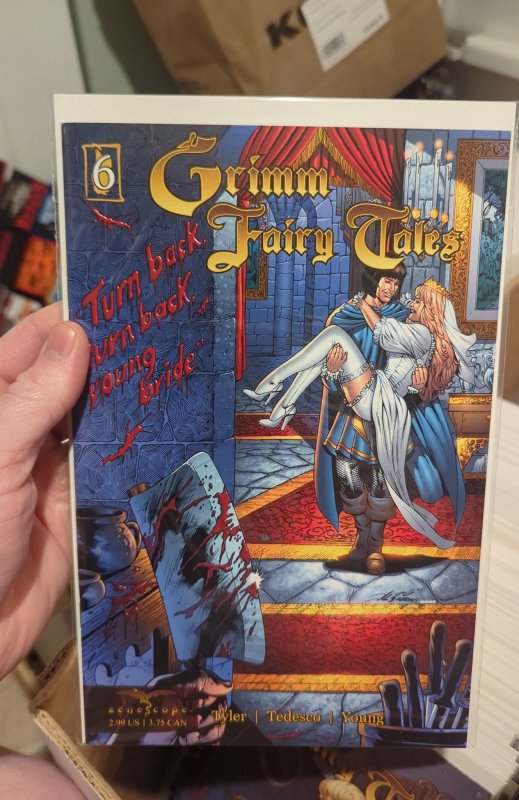 6
Grimm
Fairy Tales
"Turn back,
turn back,
young
bride"
zenescope
2.99 US | 3.75 CAN
Tyler | Tedesco | Young